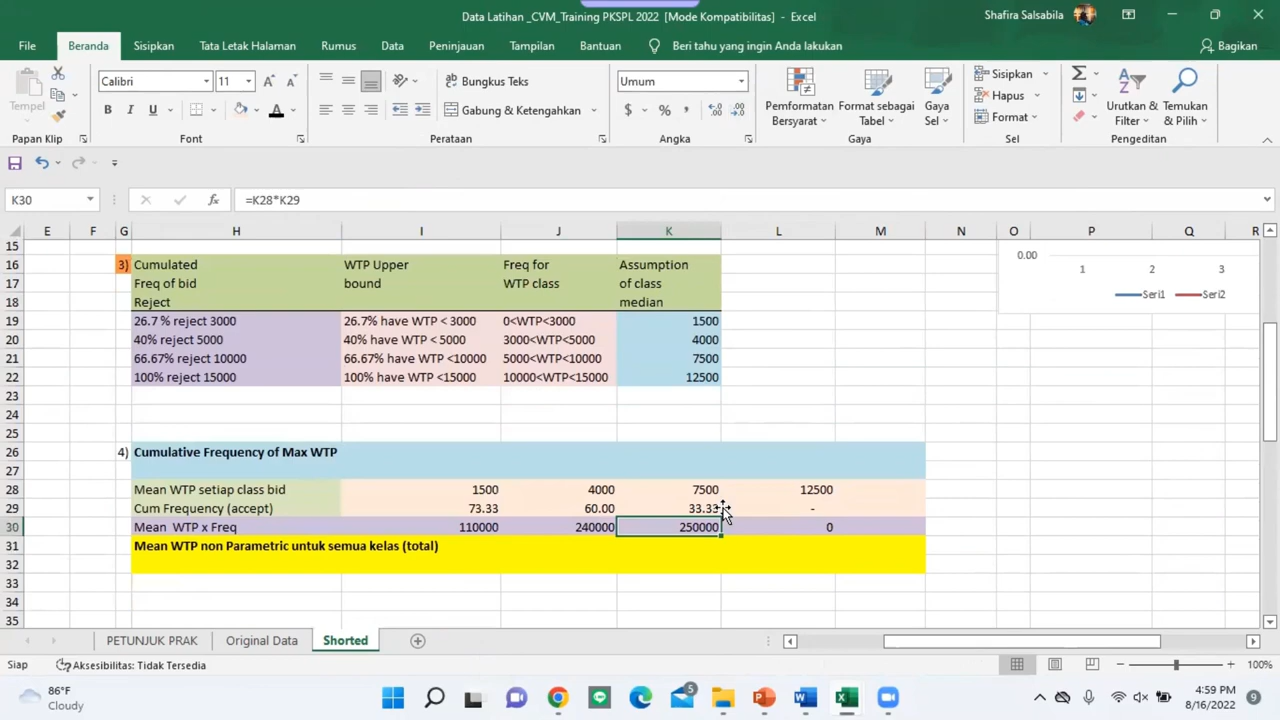 Data Latihan _CVM_Training PKSPL 2022 [Mode Kompatibilitas] - Excel
Shafira Salsabila
File Beranda Sisipkan Tata Letak Halaman Rumus Data Peninjauan Tampilan Bantuan Beri tahu yang ingin Anda lakukan Bagikan
Tempel
Calibri 11
B I U A
Bungkus Teks
Gabung & Ketengahkan
Umum
$ %
Pemformatan Bersyarat
Format sebagai Tabel
Gaya Sel
Sisipkan
Hapus
Format
Urutkan & Filter
Temukan & Pilih
Papan Klip Font Perataan Angka Gaya Sel Pengeditan
K30 fx =K28*K29
E F G H I J K L M N O P Q R
15
16 3) Cumulated WTP Upper Freq for Assumption
17 Freq of bid bound WTP class of class
18 Reject median
19 26.7 % reject 3000 26.7% have WTP < 3000 0<WTP<3000 1500
20 40% reject 5000 40% have WTP < 5000 3000<WTP<5000 4000
21 66.67% reject 10000 66.67% have WTP <10000 5000<WTP<10000 7500
22 100% reject 15000 100% have WTP <15000 10000<WTP<15000 12500
0.00
1 2 3
Seri1 Seri2
23
24
25
26 4) Cumulative Frequency of Max WTP
27
28 Mean WTP setiap class bid 1500 4000 7500 12500
29 Cum Frequency (accept) 73.33 60.00 33.33 -
30 Mean WTP x Freq 110000 240000 250000 0
31 Mean WTP non Parametric untuk semua kelas (total)
32
33
34
35
PETUNJUK PRAK Original Data Shorted
Siap Aksesibilitas: Tidak Tersedia 100%
86°F
Cloudy
5
4:59 PM
8/16/2022
9